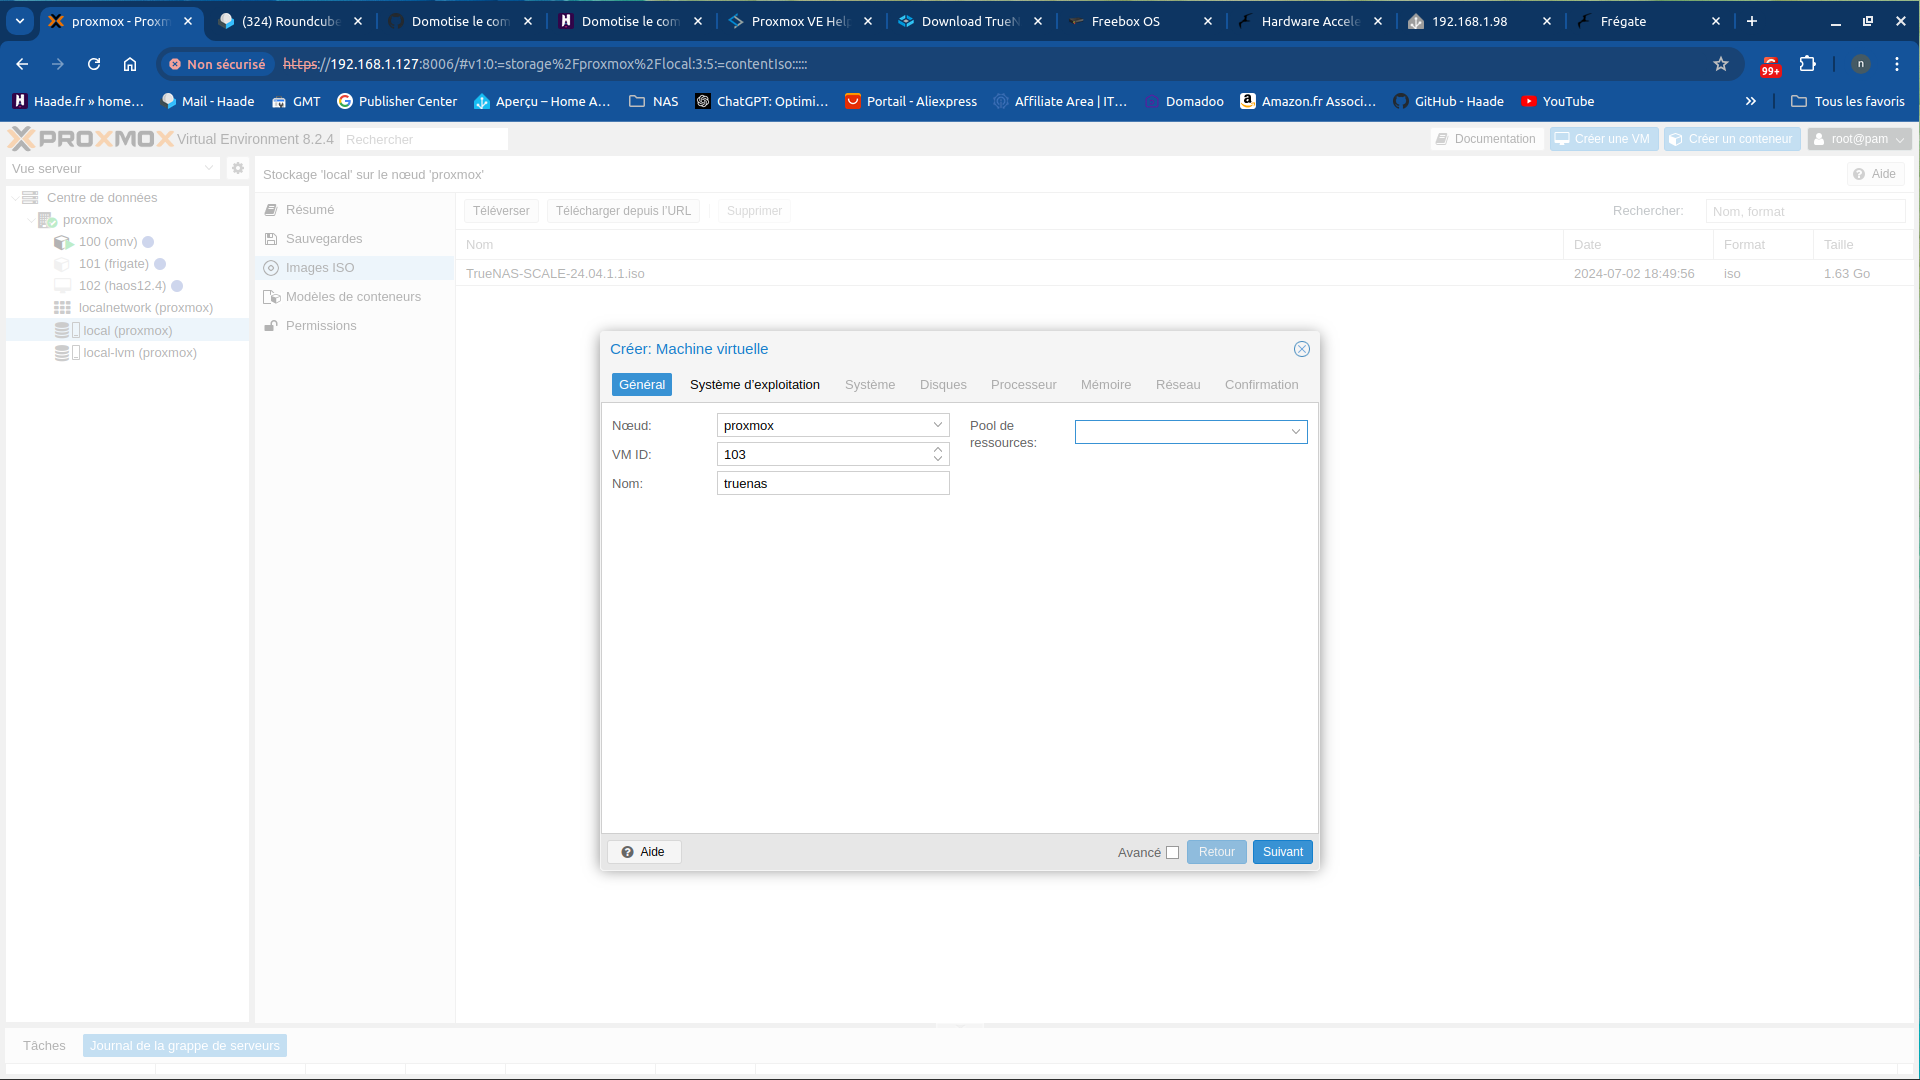 proxmox - Proxm
(324) Roundcube
Domotise le com
Domotise le com
Proxmox VE Help
Download TrueN
Freebox OS
Hardware Accele
192.168.1.98
Frégate
Non sécurisé
https://192.168.1.127:8006/#v1:0:=storage%2Fproxmox%2Flocal:3:5:=contentIso:::::
99+
n
Haade.fr » home…
Mail - Haade
GMT
Publisher Center
Aperçu – Home A…
NAS
ChatGPT: Optimi…
Portail - Aliexpress
Affiliate Area | IT…
Domadoo
Amazon.fr Associ…
GitHub - Haade
YouTube
Tous les favoris
PROXMOX Virtual Environment 8.2.4
Rechercher
Documentation
Créer une VM
Créer un conteneur
root@pam
Vue serveur
Stockage 'local' sur le nœud 'proxmox'
Aide
Centre de données
proxmox
100 (omv)
101 (frigate)
102 (haos12.4)
localnetwork (proxmox)
local (proxmox)
local-lvm (proxmox)
Résumé
Sauvegardes
Images ISO
Modèles de conteneurs
Permissions
Téléverser
Télécharger depuis l'URL
Supprimer
Rechercher:
Nom, format
Nom
Date
Format
Taille
TrueNAS-SCALE-24.04.1.1.iso
2024-07-02 18:49:56
iso
1.63 Go
Créer: Machine virtuelle
Général
Système d'exploitation
Système
Disques
Processeur
Mémoire
Réseau
Confirmation
Nœud:
proxmox
VM ID:
103
Nom:
truenas
Pool de
ressources:
Aide
Avancé
Retour
Suivant
Tâches
Journal de la grappe de serveurs